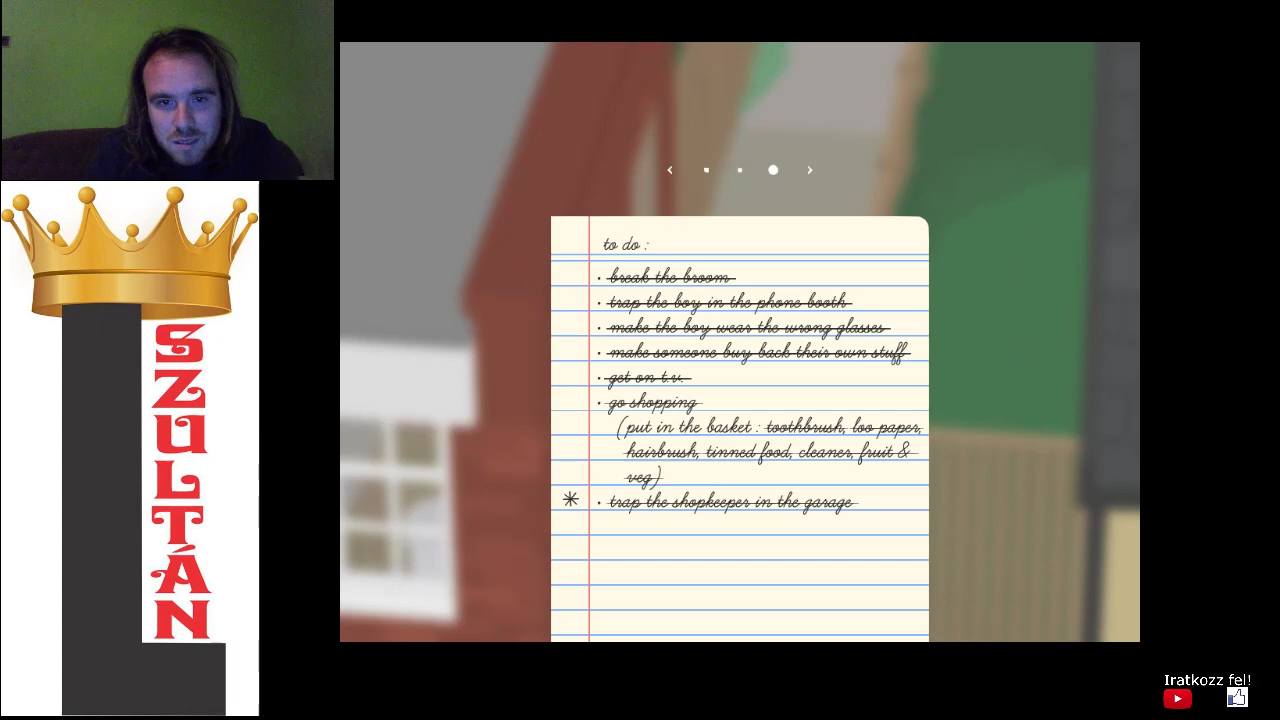 SZULTÁN
to do :
· break the broom
· trap the boy in the phone booth
· make the boy wear the wrong glasses
· make someone buy back their own stuff
· get on t.v.
· go shopping
(put in the basket : toothbrush, loo paper,
hairbrush, tinned food, cleaner, fruit &
veg)
* · trap the shopkeeper in the garage
Iratkozz fel!